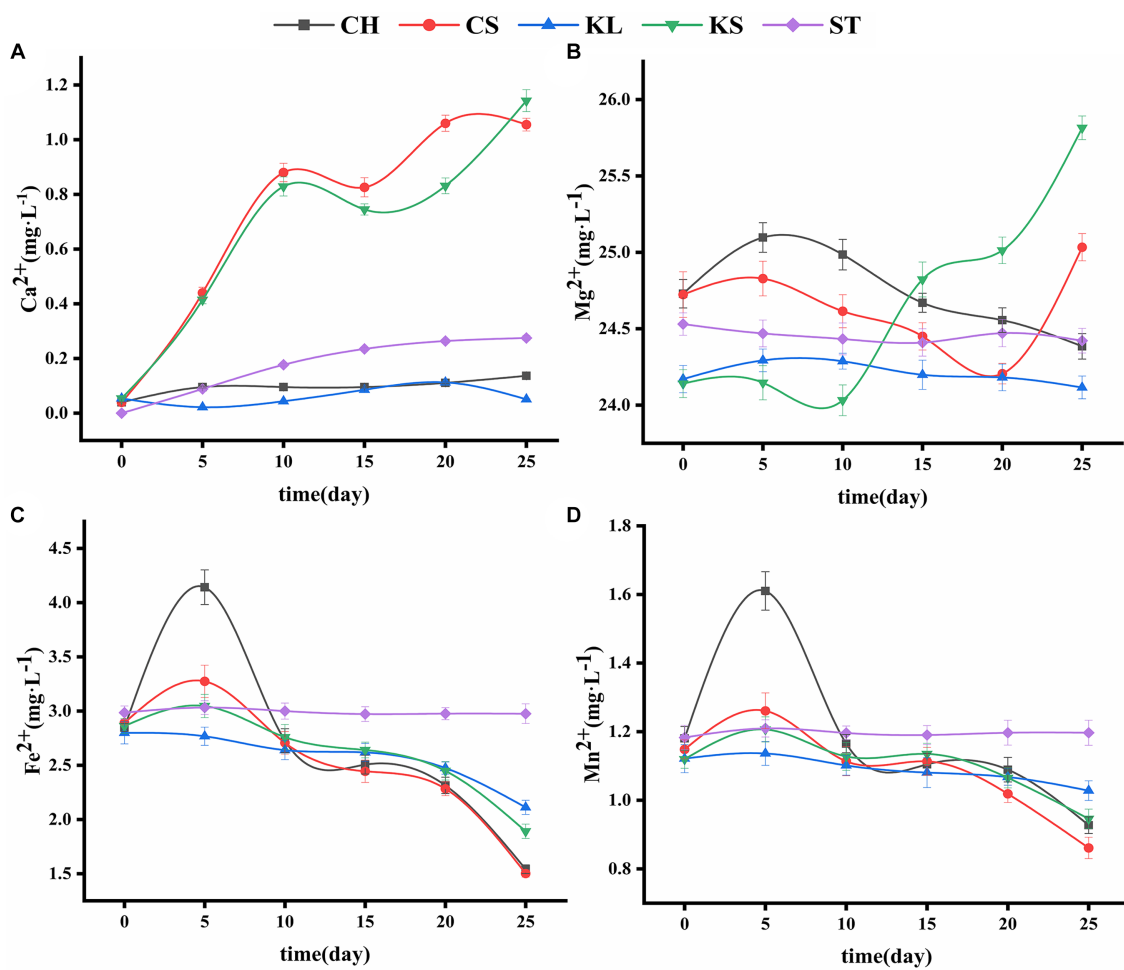 CH CS KL KS ST
A
Ca²⁺(mg·L⁻¹)
1.2
1.0
0.8
0.6
0.4
0.2
0.0
0 5 10 15 20 25
time(day)
B
Mg²⁺(mg·L⁻¹)
26.0
25.5
25.0
24.5
24.0
0 5 10 15 20 25
time(day)
C
Fe²⁺(mg·L⁻¹)
4.5
4.0
3.5
3.0
2.5
2.0
1.5
0 5 10 15 20 25
time(day)
D
Mn²⁺(mg·L⁻¹)
1.8
1.6
1.4
1.2
1.0
0.8
0 5 10 15 20 25
time(day)